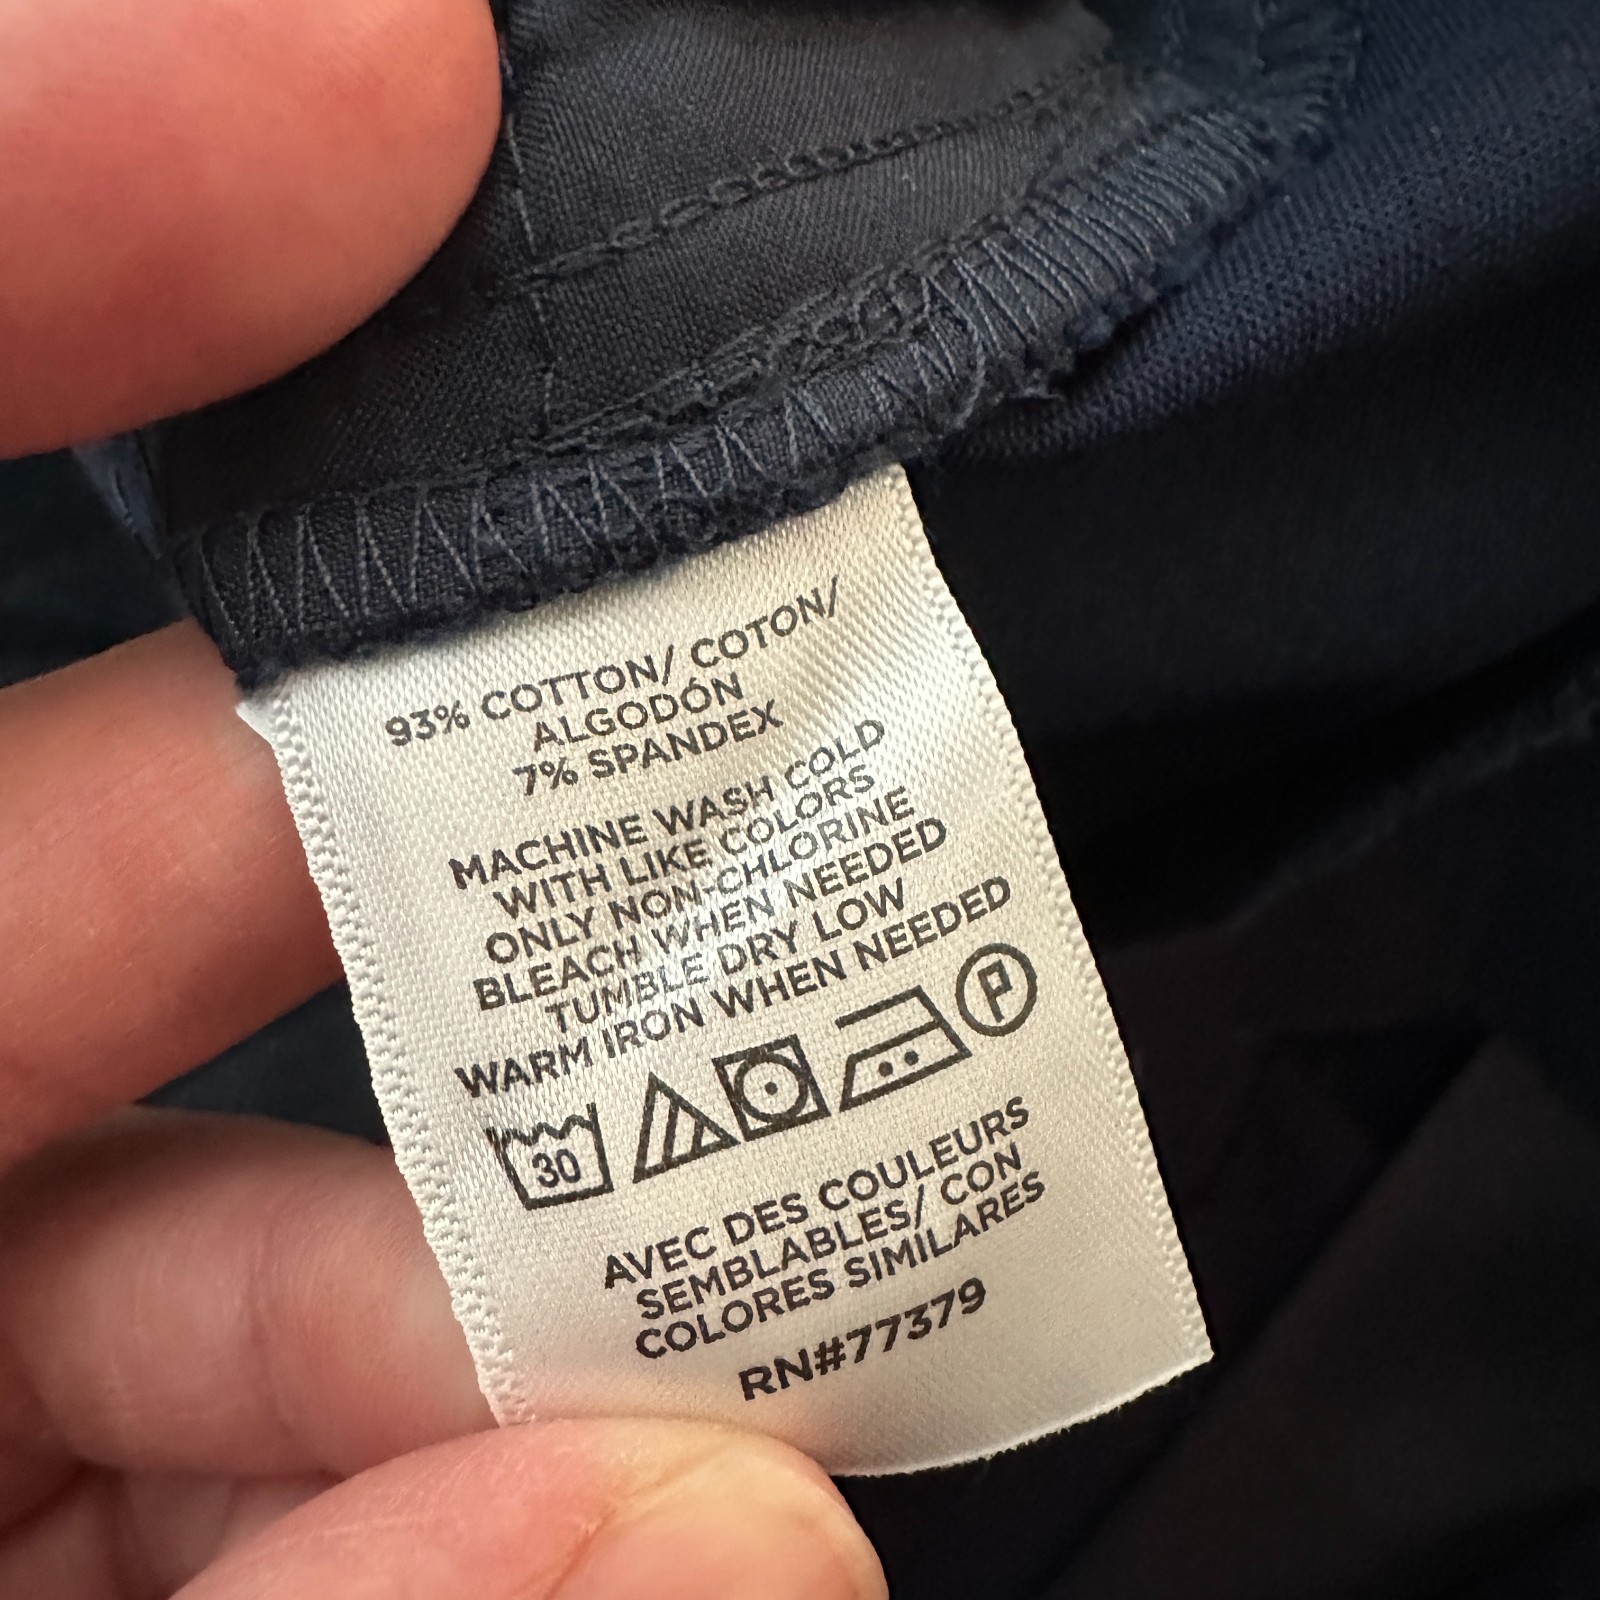 93% COTTON/ COTON/
ALGODÓN
7% SPANDEX
MACHINE WASH COLD
WITH LIKE COLORS
ONLY NON-CHLORINE
BLEACH WHEN NEEDED
TUMBLE DRY LOW
WARM IRON WHEN NEEDED
30 P
AVEC DES COULEURS
SEMBLABLES/ CON
COLORES SIMILARES
RN#77379